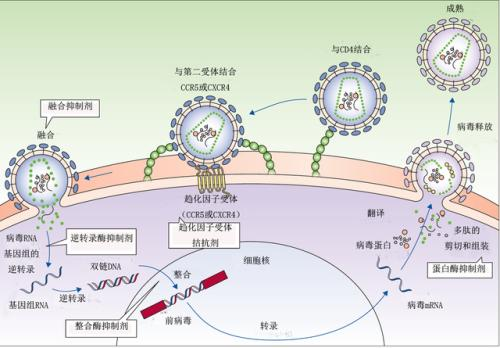 成熟
与CD4结合
与第二受体结合
CCR5或CXCR4
融合抑制剂
融合
病毒释放
趋化因子受体
(CCR5或CXCR4)
趋化因子受体
拮抗剂
病毒RNA
基因组的
逆转录
逆转录酶抑制剂
翻译
病毒蛋白
多肽的
剪切和组装
蛋白酶抑制剂
细胞核
双链DNA
整合
基因组RNA
逆转录
整合酶抑制剂
前病毒
转录
病毒mRNA